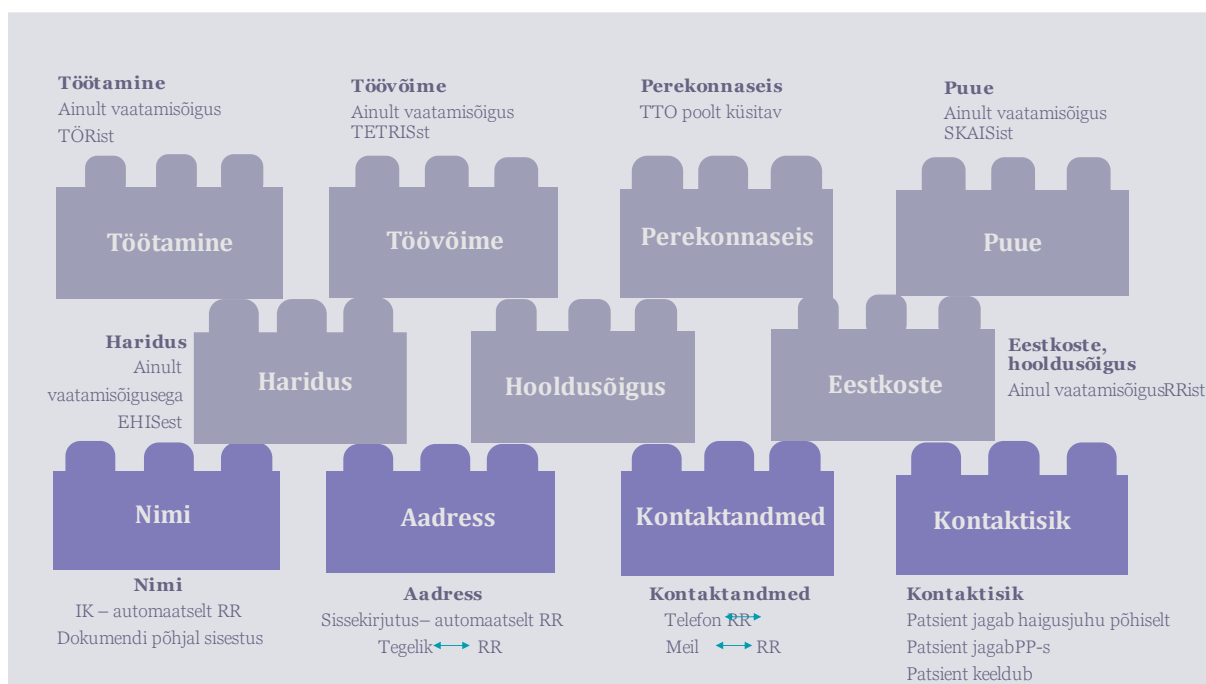 Töötamine
Ainult vaatamisõigus
TÖRist
Töövõime
Ainult vaatamisõigus
TETRISst
Perekonnaseis
TTO poolt küsitav
Puue
Ainult vaatamisõigus
SKAISist
Töötamine
Töövõime
Perekonnaseis
Puue
Haridus
Ainult
vaatamisõigusega
EHISest
Haridus
Hooldusõigus
Eestkoste
Eestkoste,
hooldusõigus
Ainul vaatamisõigusRRist
Nimi
Aadress
Kontaktandmed
Kontaktisik
Nimi
IK – automaatselt RR
Dokumendi põhjal sisestus
Aadress
Sissekirjutus– automaatselt RR
Tegelik ↔ RR
Kontaktandmed
Telefon RR
Meil ↔ RR
Kontaktisik
Patsient jagab haigusjuhu põhiselt
Patsient jagabPP-s
Patsient keeldub